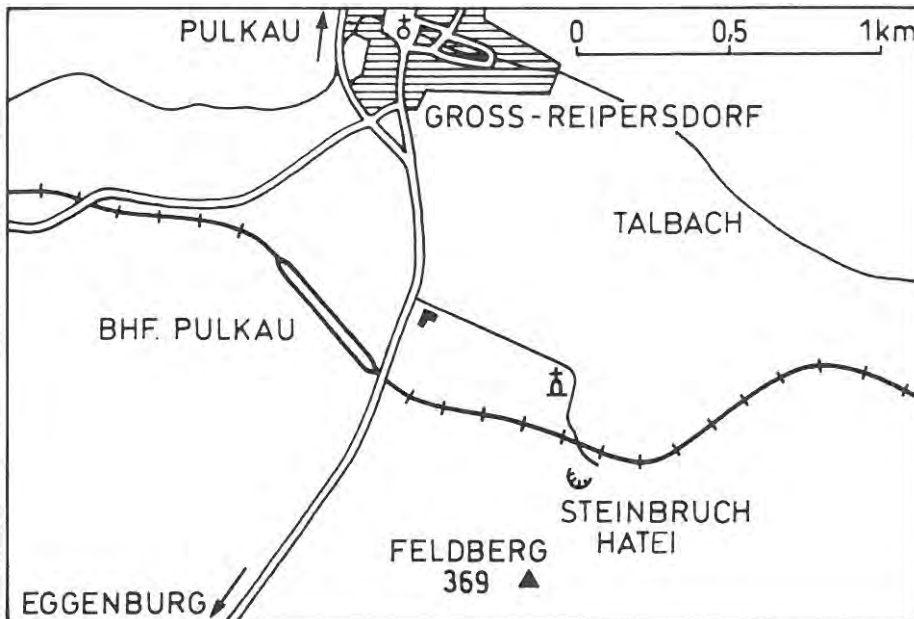 PULKAU
0 0,5 1km
GROSS-REIPERSDORF
TALBACH
BHF. PULKAU
STEINBRUCH
HATEI
FELDBERG
369
EGGENBURG